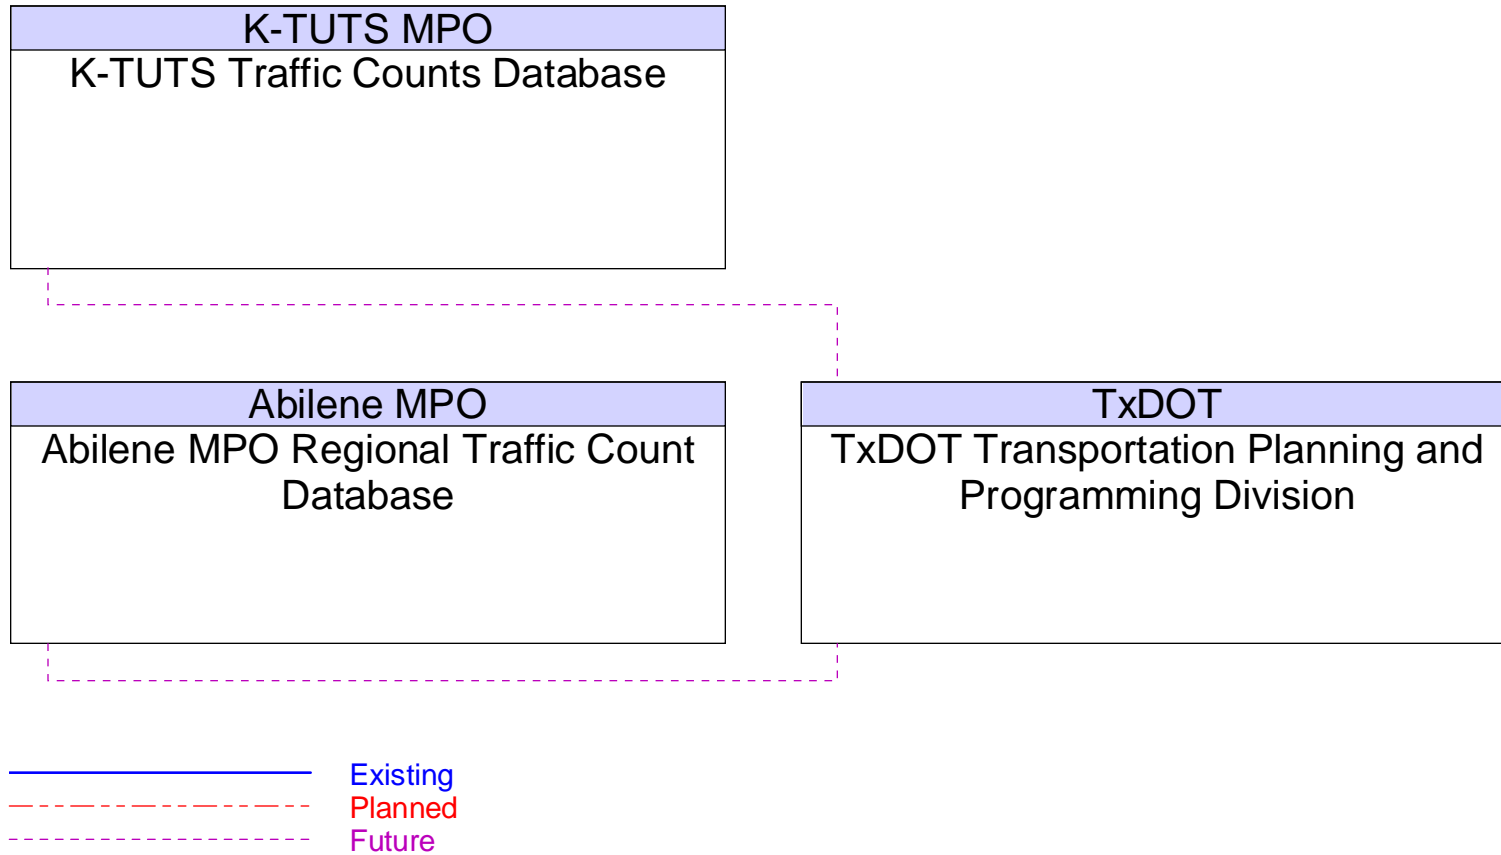 K-TUTS MPO
K-TUTS Traffic Counts Database
Abilene MPO
Abilene MPO Regional Traffic Count
Database
TxDOT
TxDOT Transportation Planning and
Programming Division
Existing
Planned
Future